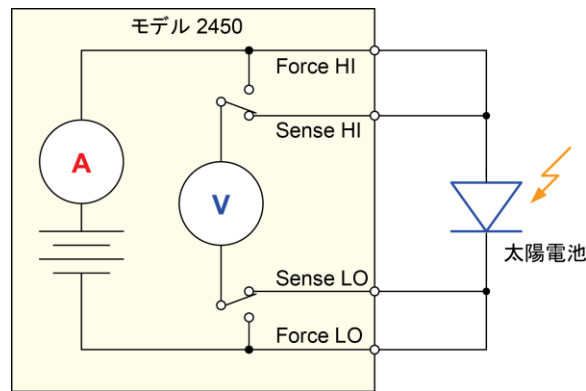 モデル 2450
Force HI
Sense HI
A
V
太陽電池
Sense LO
Force LO